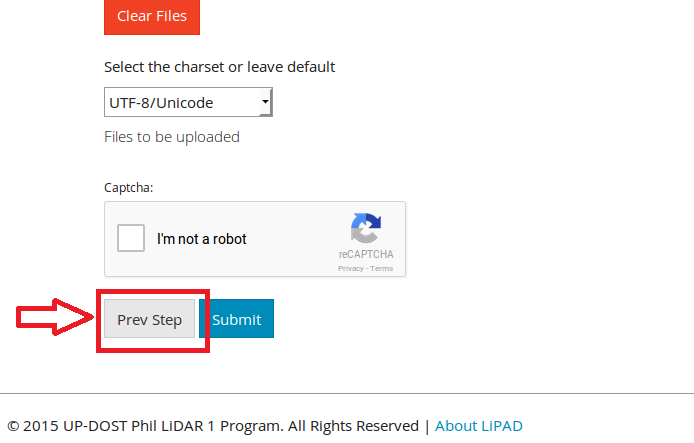 Clear Files
Select the charset or leave default
UTF-8/Unicode
Files to be uploaded
Captcha:
I'm not a robot
reCAPTCHA
Privacy - Terms
Prev Step
Submit
© 2015 UP-DOST Phil LiDAR 1 Program. All Rights Reserved | About LiPAD